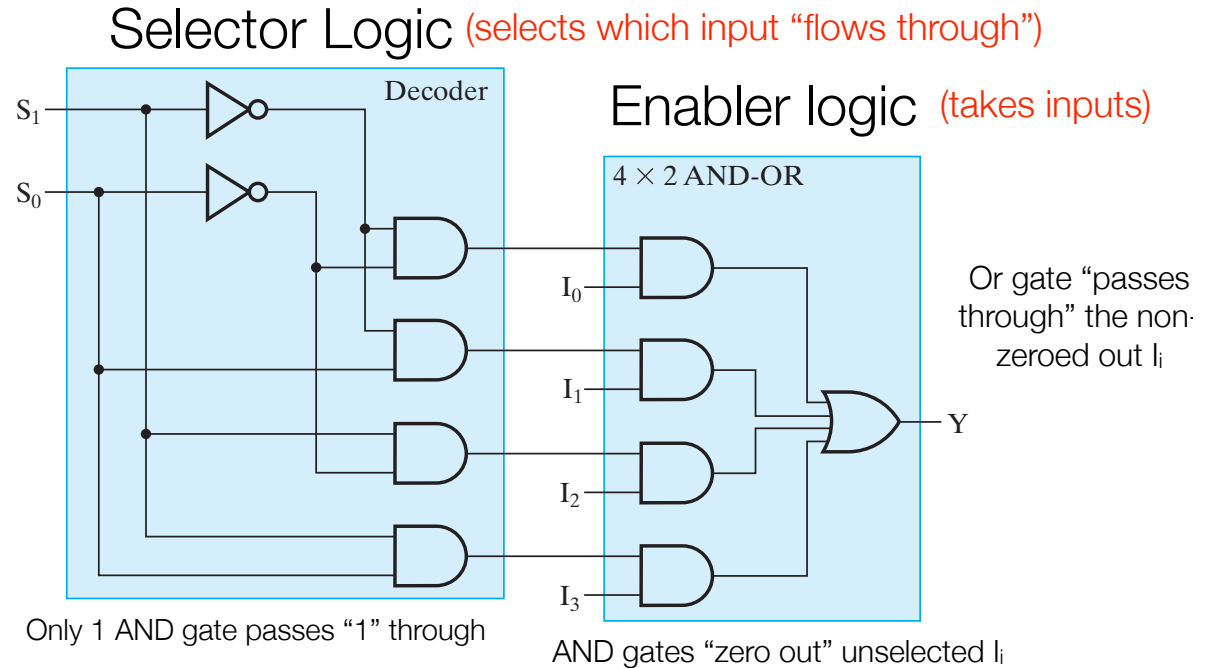 Selector Logic (selects which input “flows through”)
Decoder
S₁
S₀
Enabler logic (takes inputs)
4 × 2 AND-OR
I₀
I₁
I₂
I₃
Y
Or gate “passes
through” the non-
zeroed out Iᵢ
Only 1 AND gate passes “1” through
AND gates “zero out” unselected Iᵢ